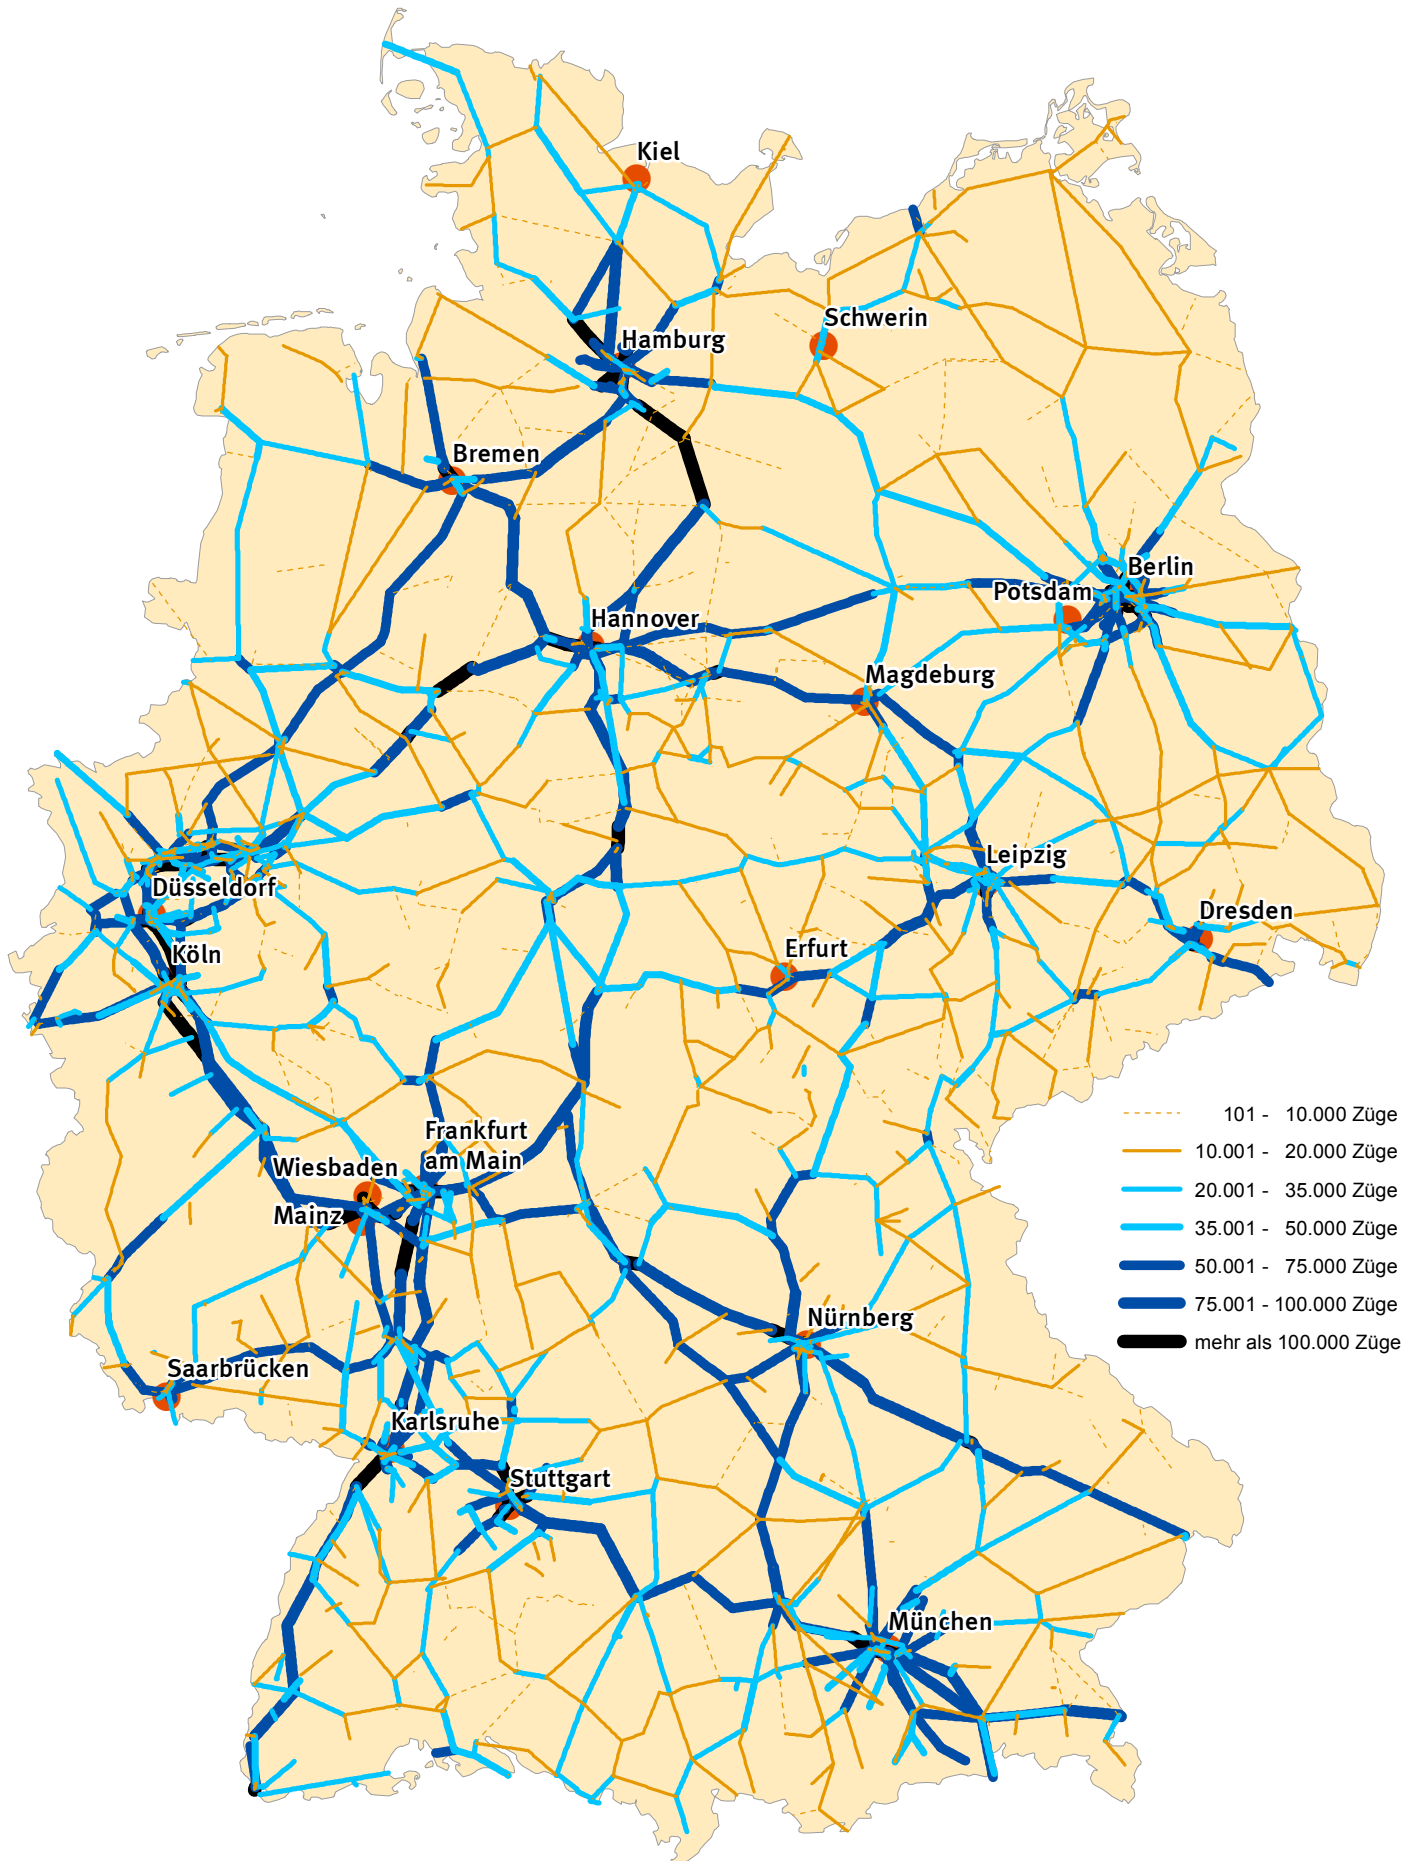 Kiel
Schwerin
Hamburg
Bremen
Berlin
Potsdam
Hannover
Magdeburg
Leipzig
Düsseldorf
Dresden
Erfurt
Köln
101 - 10.000 Züge
Frankfurt
am Main
10.001 - 20.000 Züge
Wiesbaden
20.001 - 35.000 Züge
Mainz
35.001 - 50.000 Züge
50.001 - 75.000 Züge
75.001 - 100.000 Züge
Nürnberg
mehr als 100.000 Züge
Saarbrücken
Karlsruhe
Stuttgart
München